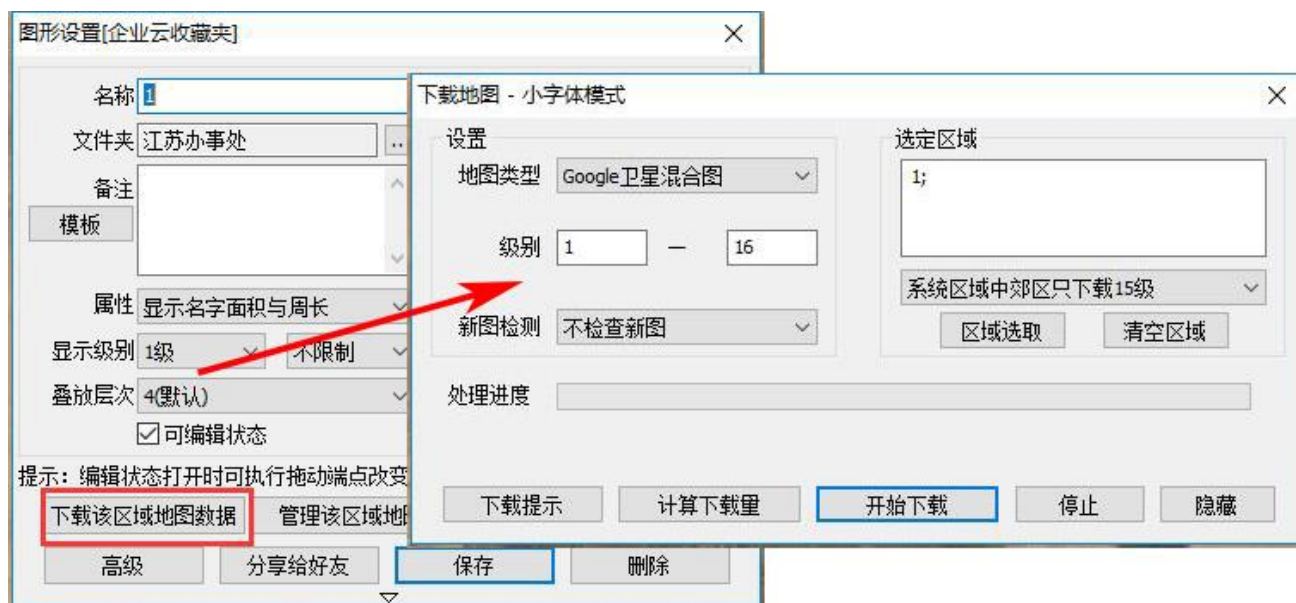 图形设置[企业云收藏夹]
名称 1
文件夹 江苏办事处 ..
备注
模板
属性 显示名字面积与周长
显示级别 1级 不限制
叠放层次 4(默认)
可编辑状态
提示：编辑状态打开时可执行拖动端点改变
下载该区域地图数据 管理该区域地
高级 分享给好友 保存 删除
下载地图 - 小字体模式
设置
地图类型 Google卫星混合图
级别 1 — 16
新图检测 不检查新图
选定区域
1;
系统区域中郊区只下载15级
区域选取 清空区域
处理进度
下载提示 计算下载量 开始下载 停止 隐藏